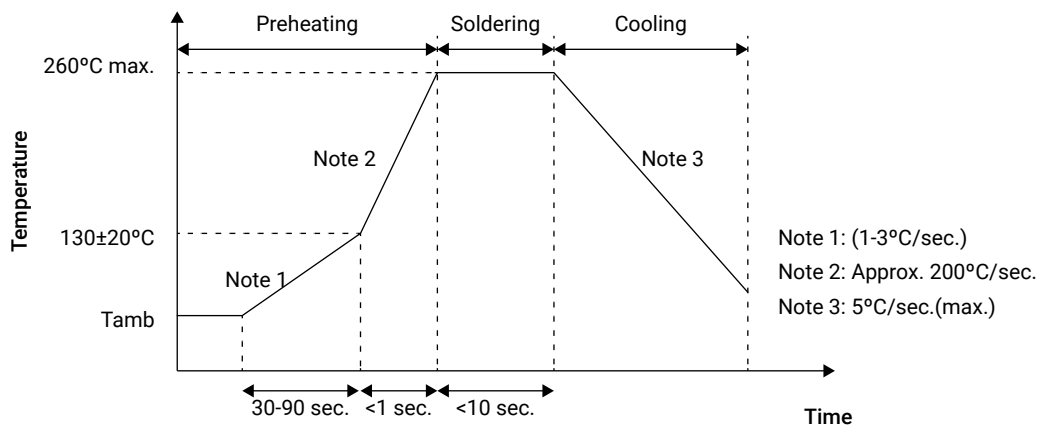 Preheating
Soldering
Cooling
260ºC max.
Temperature
Note 2
Note 3
130±20ºC
Note 1: (1-3ºC/sec.)
Note 2: Approx. 200ºC/sec.
Note 1
Note 3: 5ºC/sec.(max.)
Tamb
30-90 sec.
<1 sec.
<10 sec.
Time